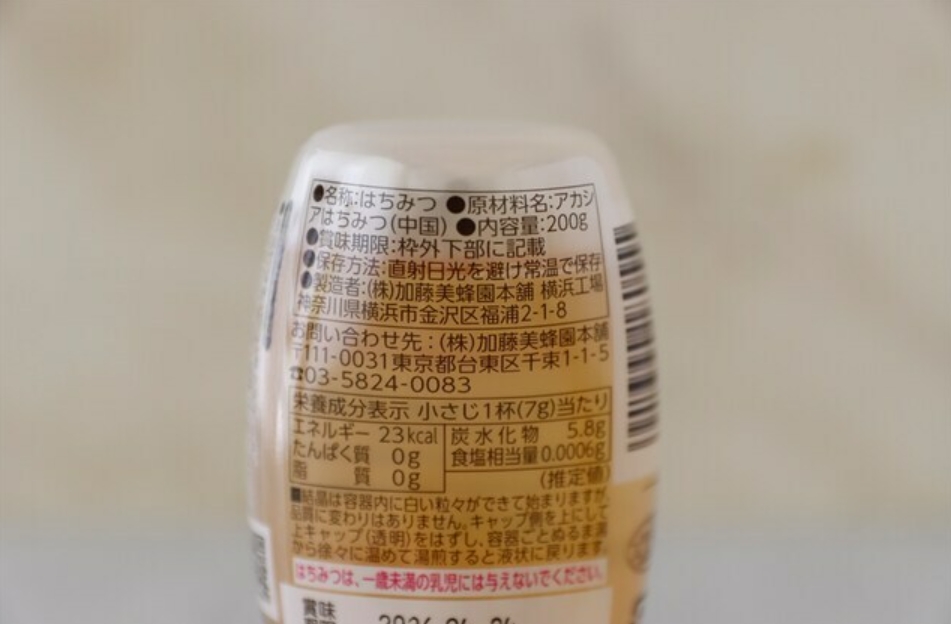 ●名称:はちみつ ●原材料名:アカシ
アはちみつ(中国) ●内容量:200g
●賞味期限:枠外下部に記載
●保存方法:直射日光を避け常温で保存
●製造者:(株)加藤美蜂園本舗 横浜工場
神奈川県横浜市金沢区福浦2-1-8
お問い合わせ先:(株)加藤美蜂園本舗
〒111-0031東京都台東区千束1-1-5
☎03-5824-0083
栄養成分表示 小さじ1杯(7g)当たり
エネルギー 23kcal 炭水化物 5.8g
たんぱく質 0g 食塩相当量0.0006g
脂質 0g (推定値)
■結晶は容器内に白い粒々ができて始まりますが、
品質に変わりはありません。キャップ側を上にして
上キャップ(透明)をはずし、容器ごとぬるま湯
から徐々に温めて湯煎すると液状に戻ります。
はちみつは、一歳未満の乳児には与えないでください。
賞味